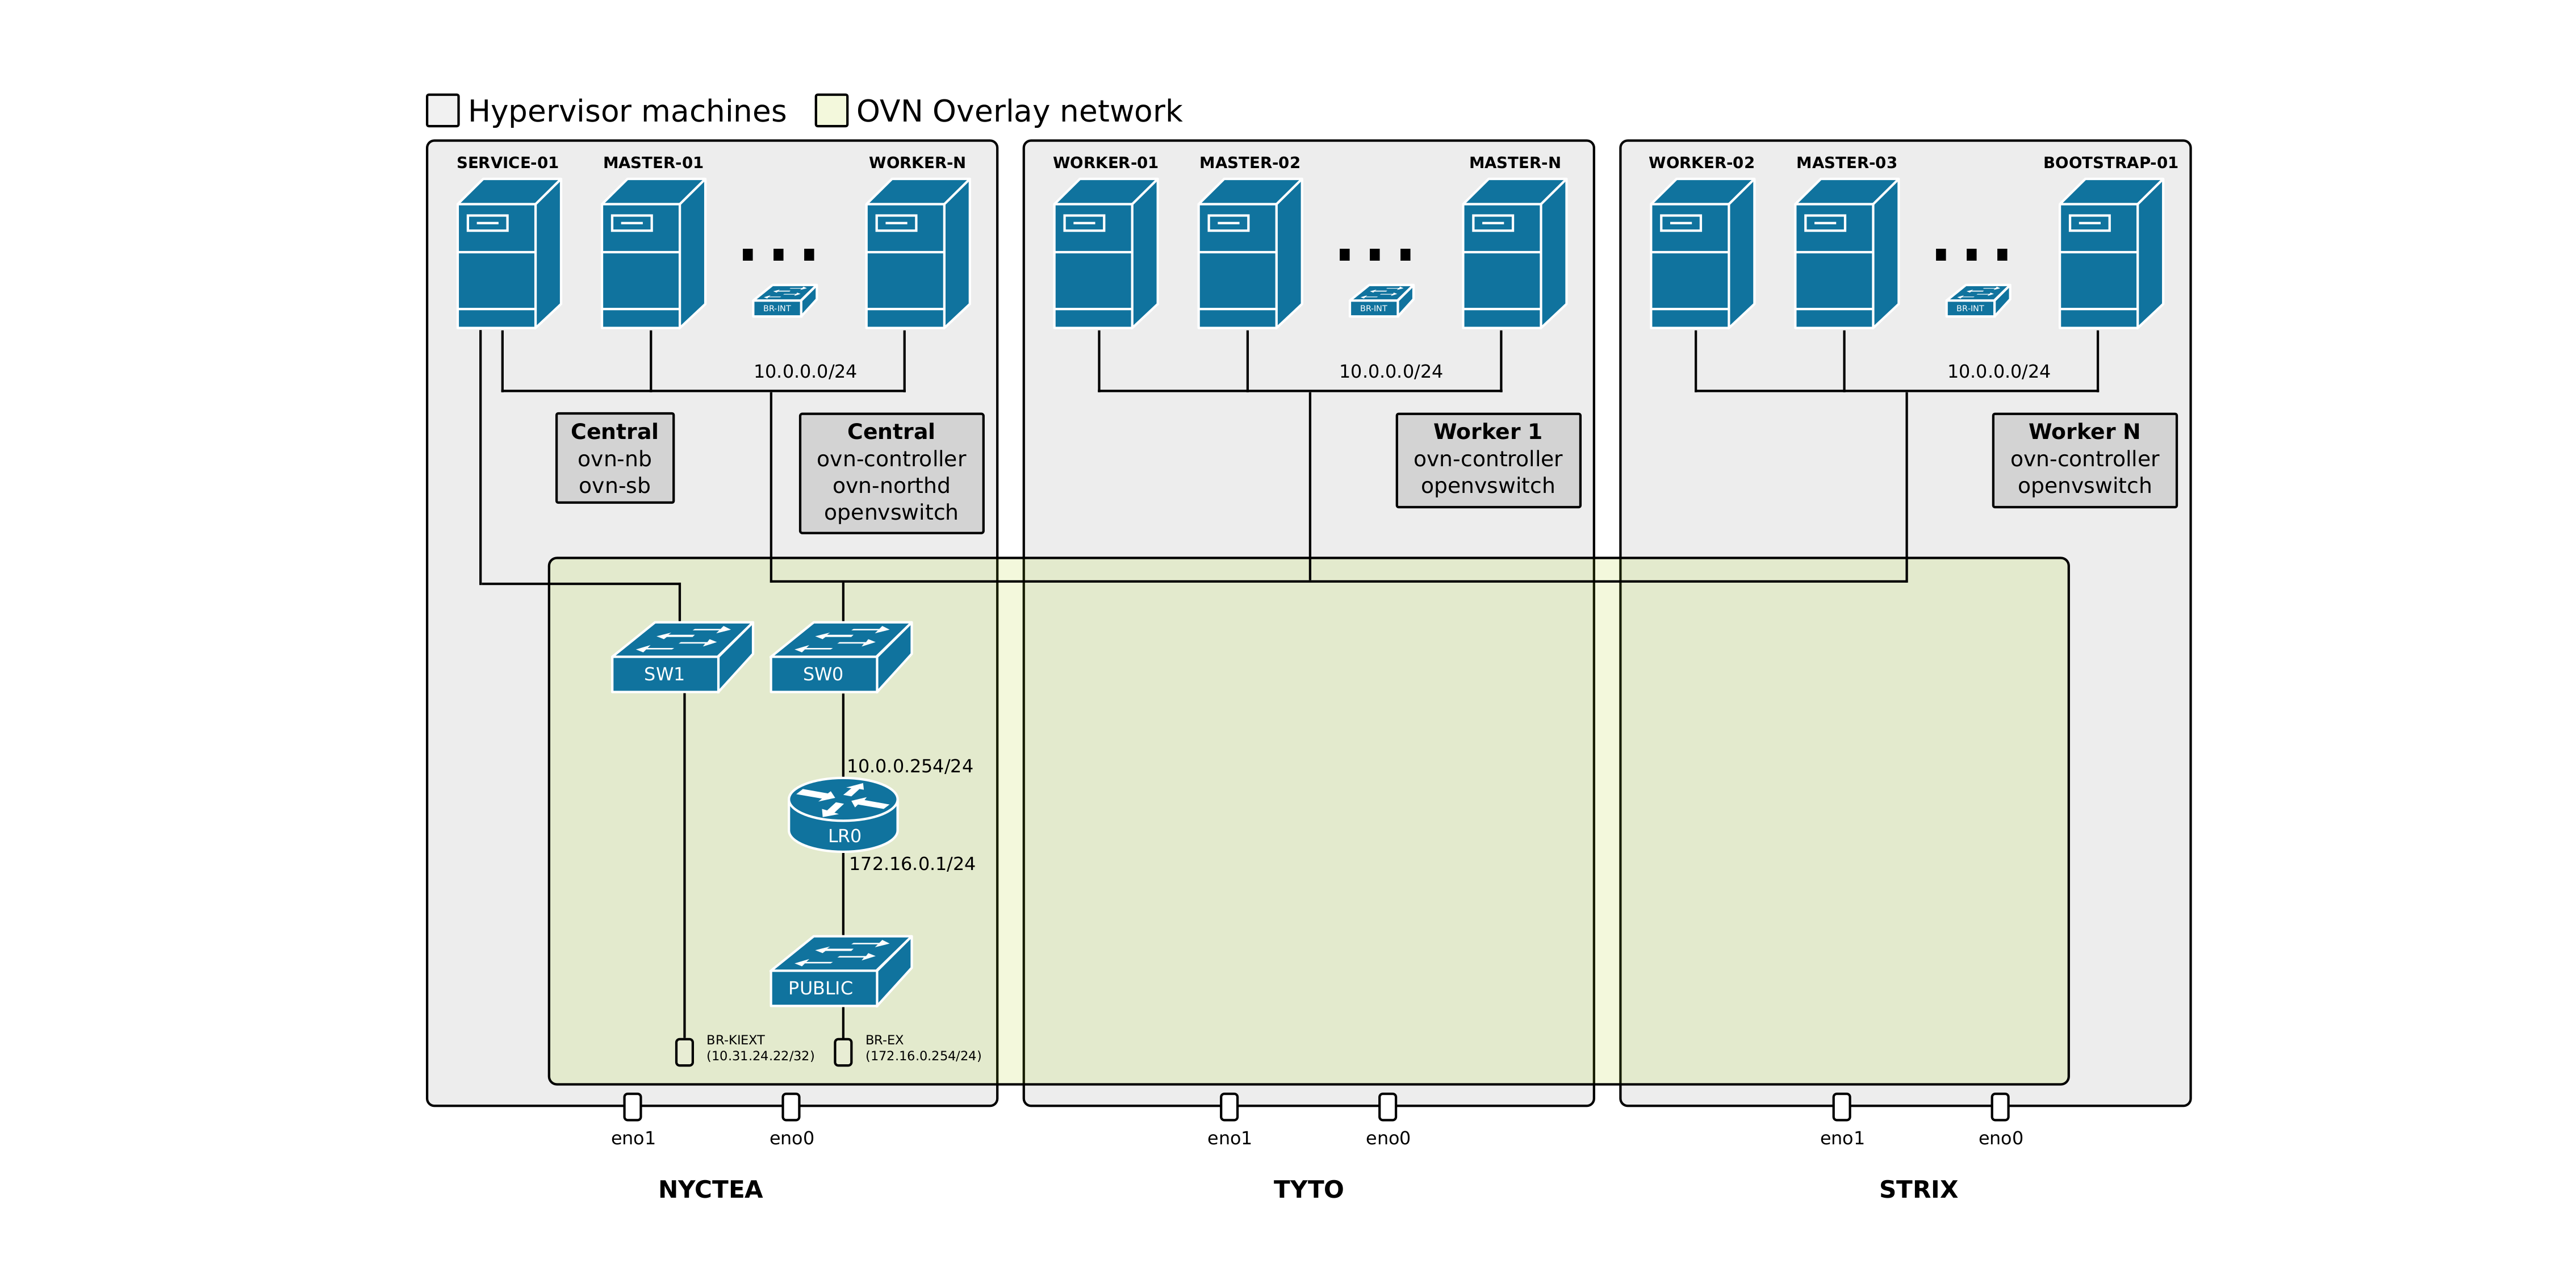 Hypervisor machines
OVN Overlay network
SERVICE-01
MASTER-01
WORKER-N
BR-INT
10.0.0.0/24
Central
ovn-nb
ovn-sb
Central
ovn-controller
ovn-northd
openvswitch
WORKER-01
MASTER-02
MASTER-N
BR-INT
10.0.0.0/24
Worker 1
ovn-controller
openvswitch
WORKER-02
MASTER-03
BOOTSTRAP-01
BR-INT
10.0.0.0/24
Worker N
ovn-controller
openvswitch
SW1
SW0
10.0.0.254/24
LR0
172.16.0.1/24
PUBLIC
BR-KIEXT
(10.31.24.22/32)
BR-EX
(172.16.0.254/24)
eno1
eno0
eno1
eno0
eno1
eno0
NYCTEA
TYTO
STRIX